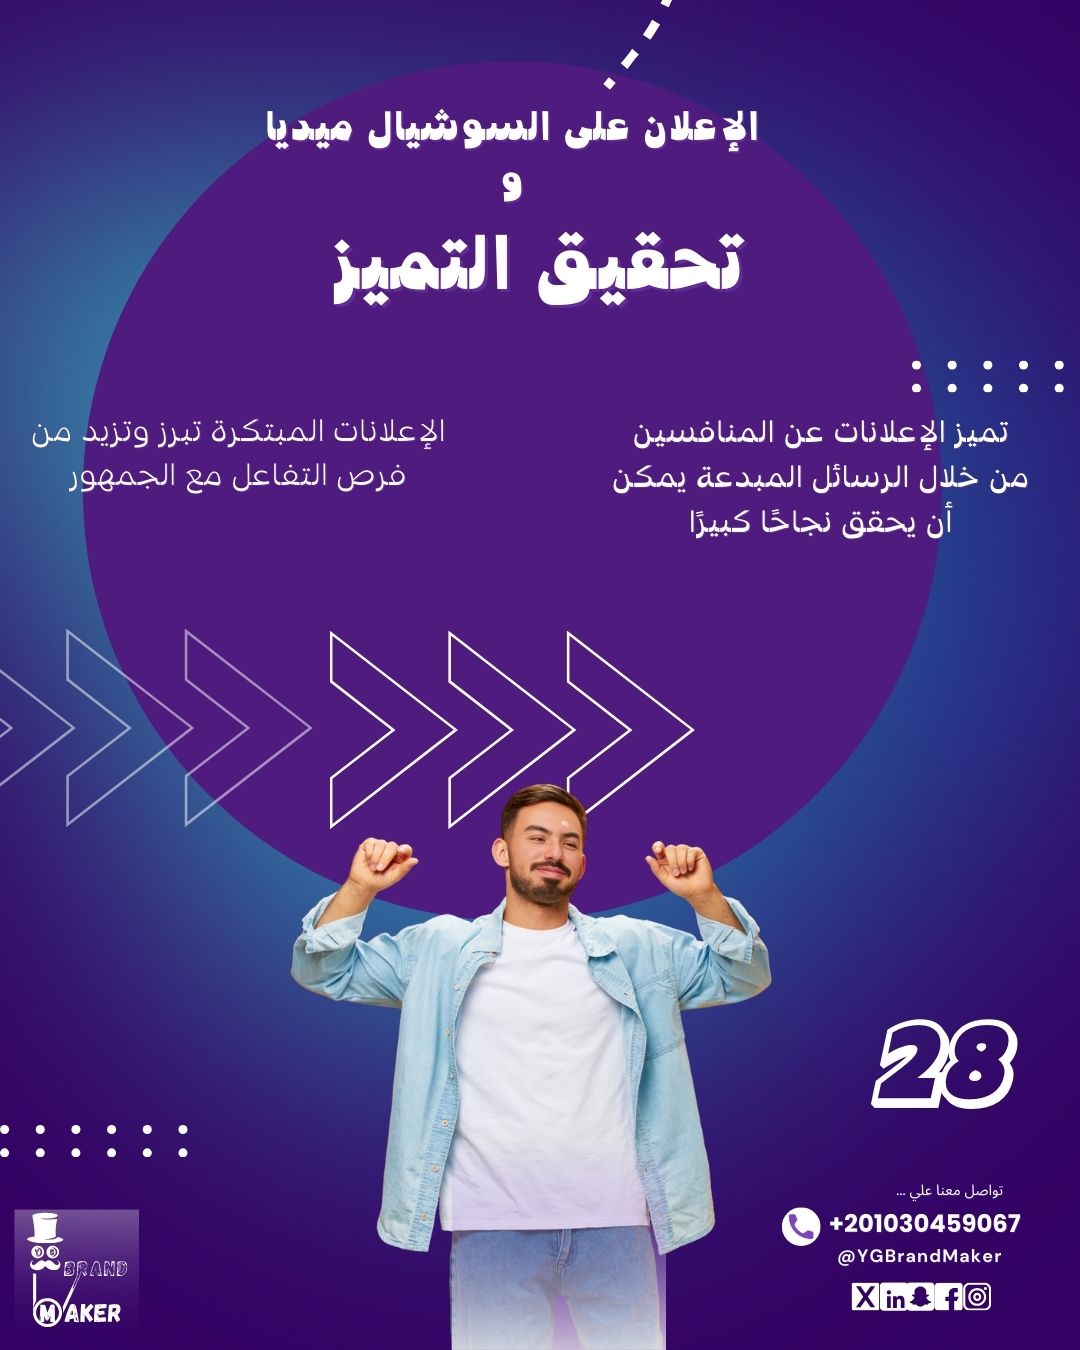 الإعلان على السوشيال ميديا
و
تحقيق التميز
تميز الإعلانات عن المنافسين
من خلال الرسائل المبدعة يمكن
أن يحقق نجاحًا كبيرًا
الإعلانات المبتكرة تبرز وتزيد من
فرص التفاعل مع الجمهور
28
تواصل معنا علي ...
+201030459067
@YGBrandMaker
BRAND
MAKER